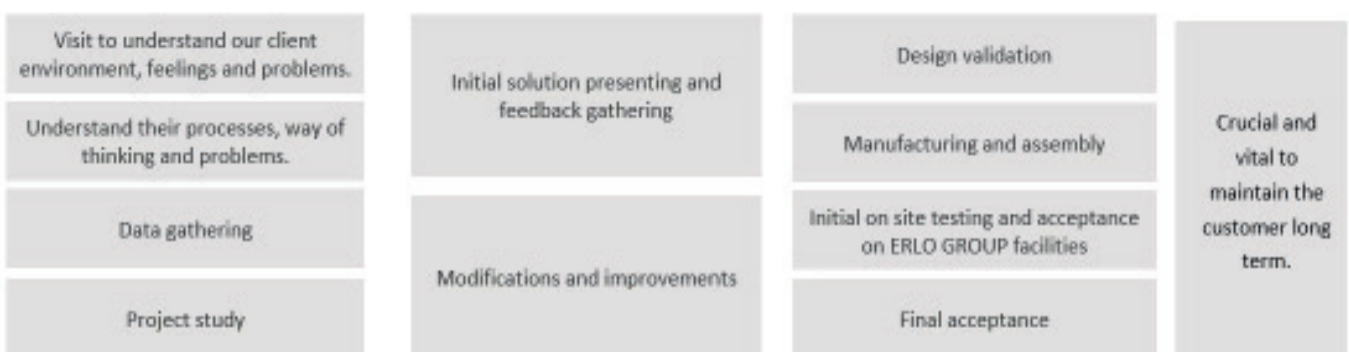 Visit to understand our client
environment, feelings and problems.
Understand their processes, way of
thinking and problems.
Data gathering
Project study
Initial solution presenting and
feedback gathering
Modifications and improvements
Design validation
Manufacturing and assembly
Initial on site testing and acceptance
on ERLO GROUP facilities
Final acceptance
Crucial and
vital to
maintain the
customer long
term.